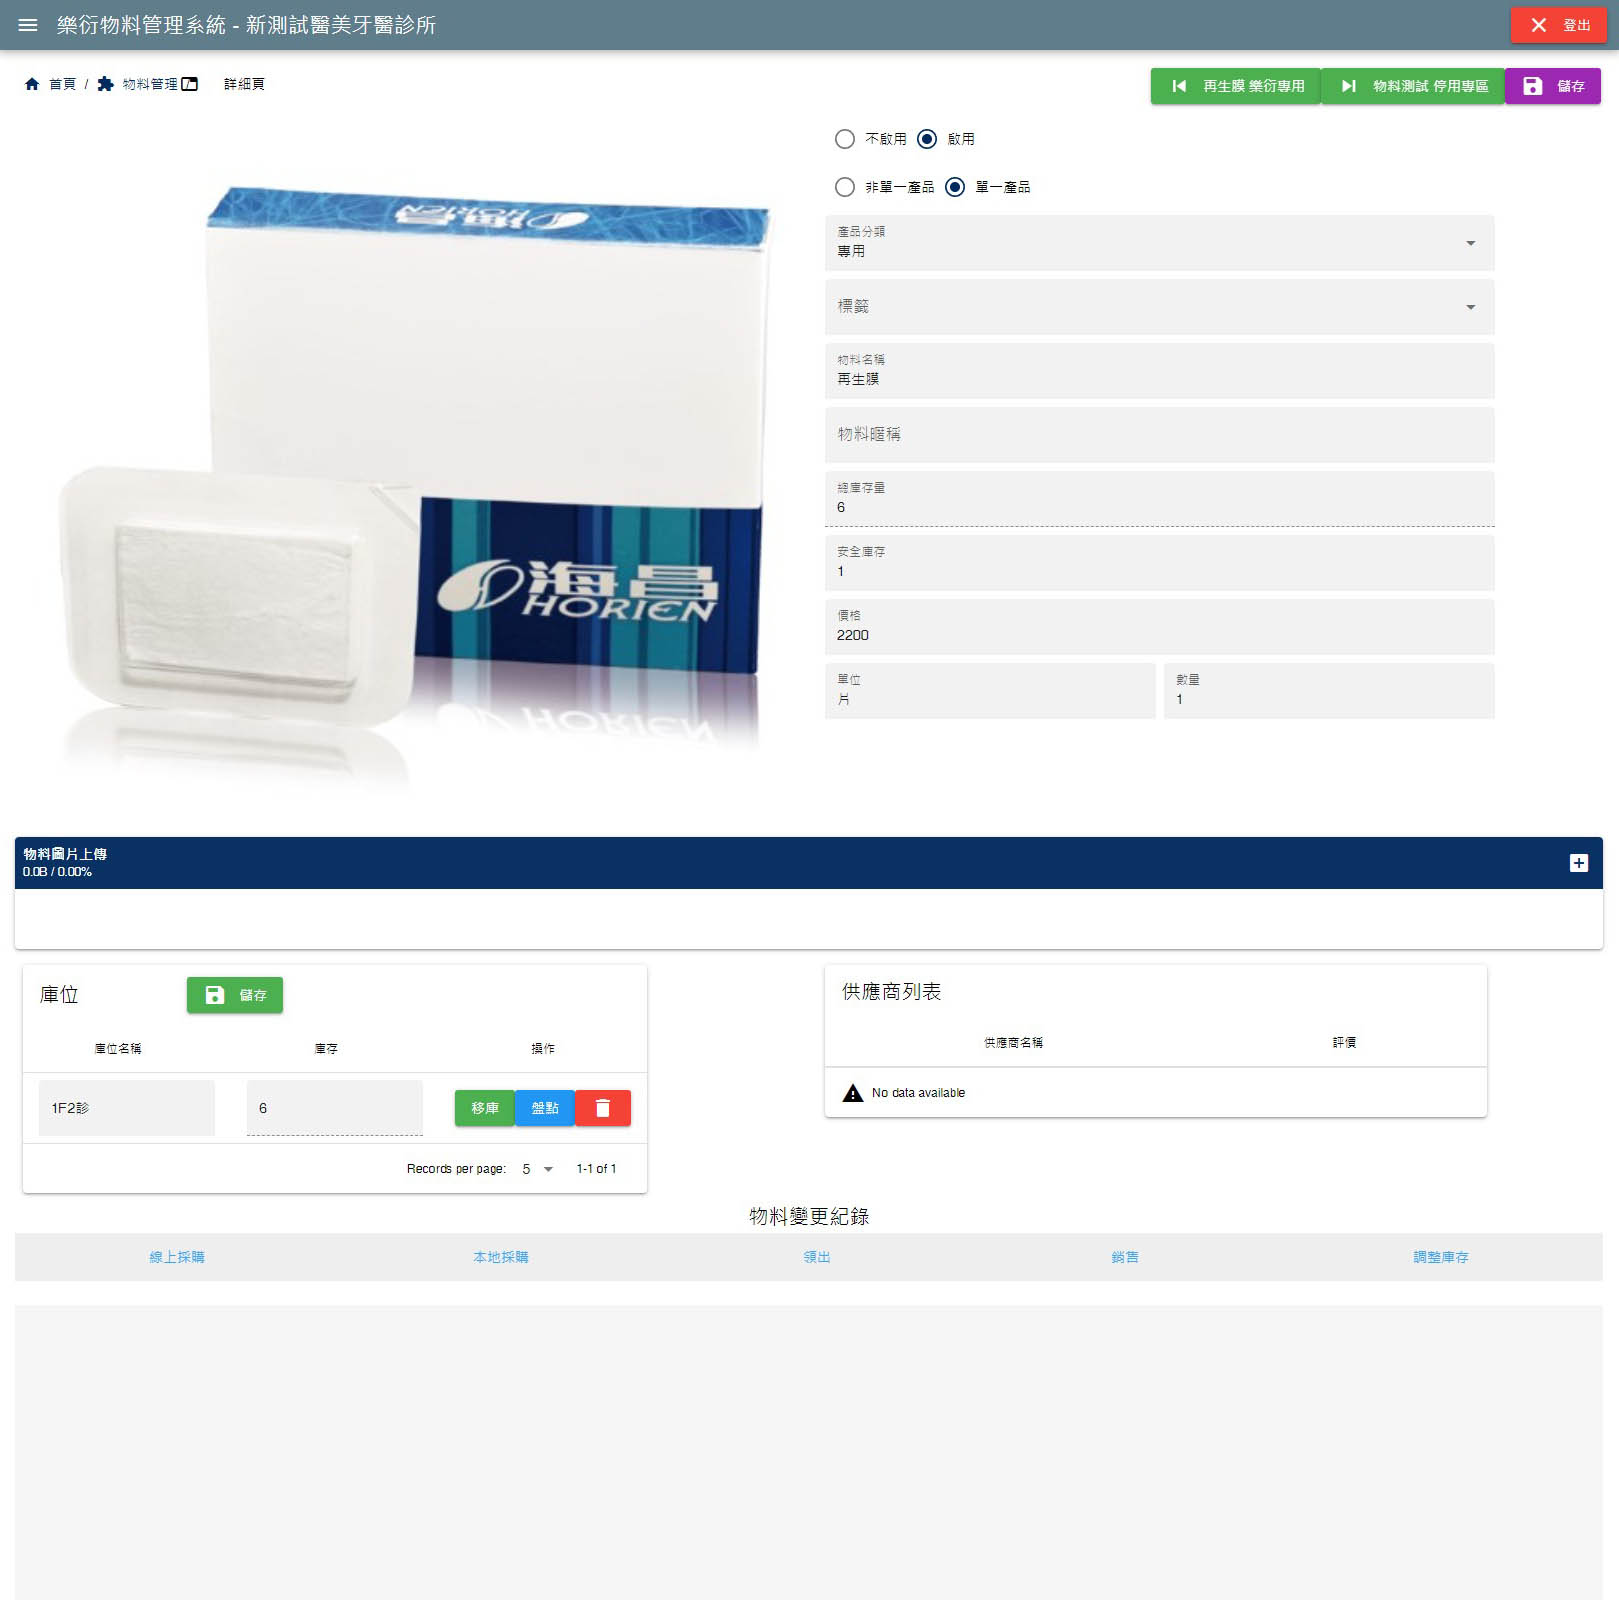 樂衍物料管理系統 - 新測試醫美牙醫診所
登出
首頁 / 物料管理 詳細頁
再生膜 樂衍專用
物料測試 停用專區
儲存
不啟用 啟用
非單一產品 單一產品
產品分類
專用
標籤
物料名稱
再生膜
物料暱稱
總庫存量
6
安全庫存
1
價格
2200
單位
片
數量
1
海昌
HORIEN
海昌
HORIEN
物料圖片上傳
0.0B / 0.00%
庫位
儲存
庫位名稱 庫存 操作
1F2診 6 移庫 盤點
Records per page: 5 1-1 of 1
供應商列表
供應商名稱 評價
No data available
物料變更紀錄
線上採購 本地採購 領出 銷售 調整庫存